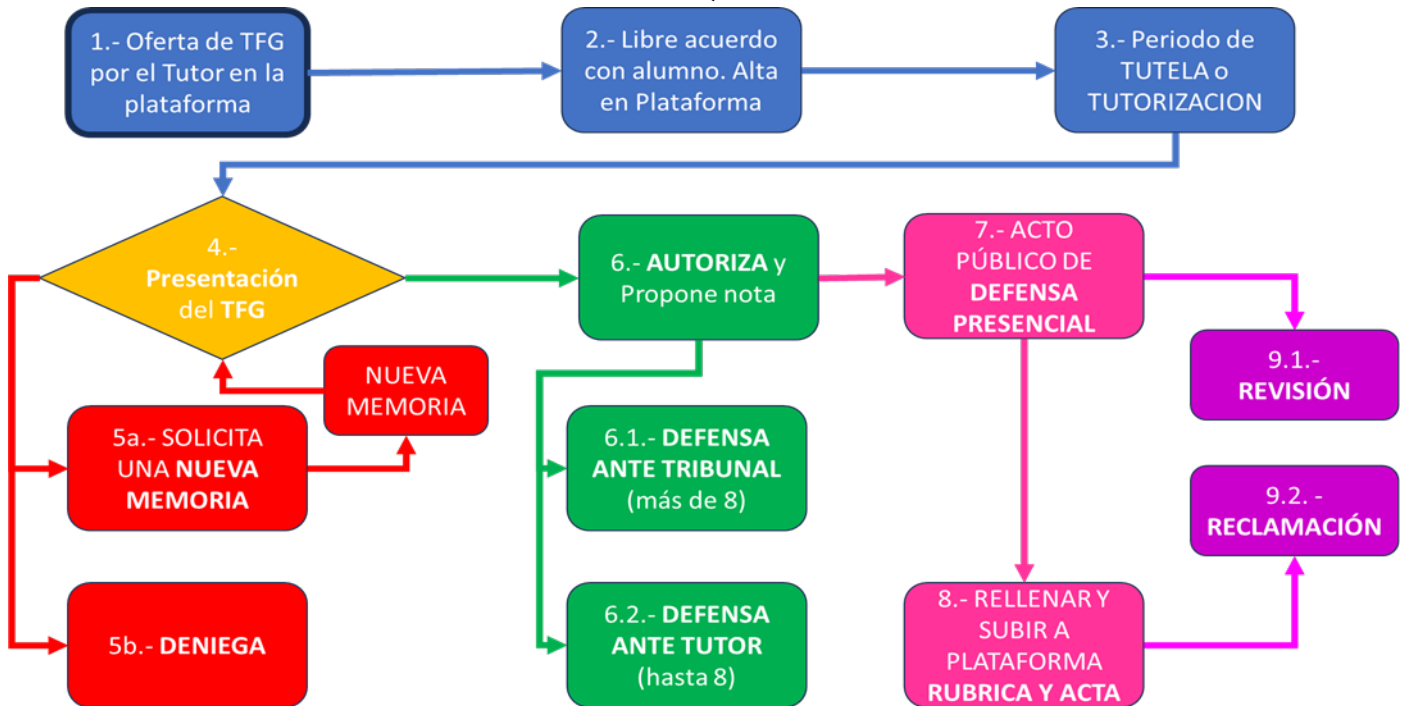 1.- Oferta de TFG
por el Tutor en la
plataforma
2.- Libre acuerdo
con alumno. Alta
en Plataforma
3.- Periodo de
TUTELA o
TUTORIZACION
4.-
Presentación
del TFG
NUEVA
MEMORIA
5a.- SOLICITA
UNA NUEVA
MEMORIA
5b.- DENIEGA
6.- AUTORIZA y
Propone nota
6.1.- DEFENSA
ANTE TRIBUNAL
(más de 8)
6.2.- DEFENSA
ANTE TUTOR
(hasta 8)
7.- ACTO
PÚBLICO DE
DEFENSA
PRESENCIAL
8.- RELLENAR Y
SUBIR A
PLATAFORMA
RUBRICA Y ACTA
9.1.-
REVISIÓN
9.2. -
RECLAMACIÓN